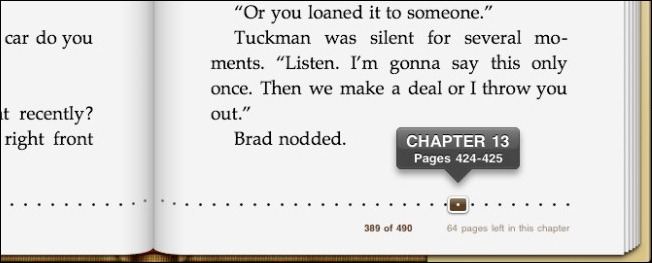 car do you
t recently?
right front
“Or you loaned it to someone.”
Tuckman was silent for several mo-
ments. “Listen. I’m gonna say this only
once. Then we make a deal or I throw you
out.”
Brad nodded.
CHAPTER 13
Pages 424-425
389 of 490
64 pages left in this chapter